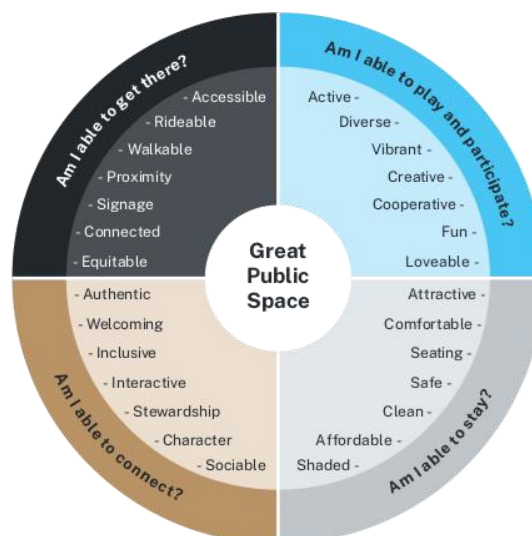 Am I able to get there?
- Accessible
- Rideable
- Walkable
- Proximity
- Signage
- Connected
- Equitable
Am I able to play and participate?
Active -
Diverse -
Vibrant -
Creative -
Cooperative -
Fun -
Loveable -
Great
Public
Space
- Authentic
- Welcoming
- Inclusive
- Interactive
- Stewardship
- Character
- Sociable
Am I able to connect?
Attractive -
Comfortable -
Seating -
Safe -
Clean -
Affordable -
Shaded -
Am I able to stay?